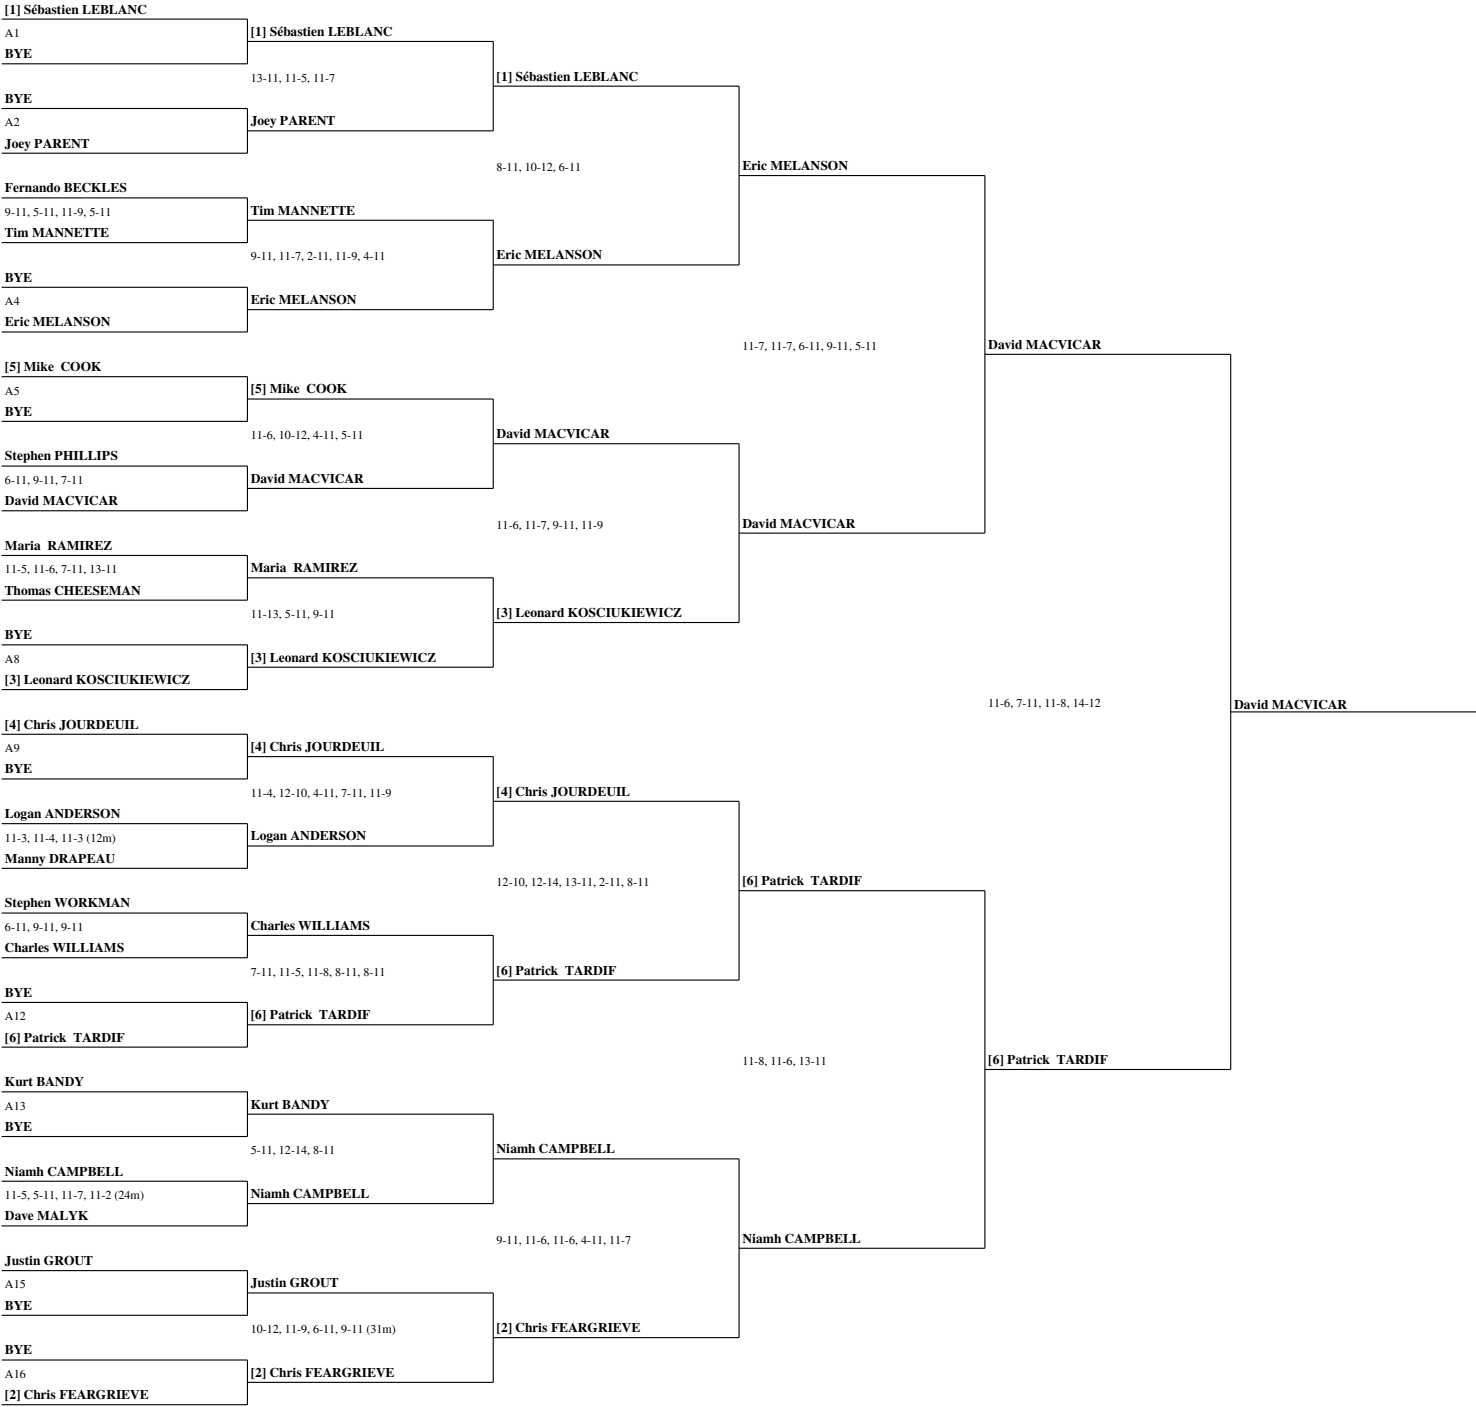 [1] Sébastien LEBLANC
A1
BYE
BYE
A2
Joey PARENT
Fernando BECKLES
9-11, 5-11, 11-9, 5-11
Tim MANNETTE
BYE
A4
Eric MELANSON
[5] Mike  COOK
A5
BYE
Stephen PHILLIPS
6-11, 9-11, 7-11
David MACVICAR
Maria  RAMIREZ
11-5, 11-6, 7-11, 13-11
Thomas CHEESEMAN
BYE
A8
[3] Leonard KOSCIUKIEWICZ
[4] Chris JOURDEUIL
A9
BYE
Logan ANDERSON
11-3, 11-4, 11-3 (12m)
Manny DRAPEAU
Stephen WORKMAN
6-11, 9-11, 9-11
Charles WILLIAMS
BYE
A12
[6] Patrick  TARDIF
Kurt BANDY
A13
BYE
Niamh CAMPBELL
11-5, 5-11, 11-7, 11-2 (24m)
Dave MALYK
Justin GROUT
A15
BYE
BYE
A16
[2] Chris FEARGRIEVE
[1] Sébastien LEBLANC
13-11, 11-5, 11-7
Joey PARENT
Tim MANNETTE
9-11, 11-7, 2-11, 11-9, 4-11
Eric MELANSON
[5] Mike  COOK
11-6, 10-12, 4-11, 5-11
David MACVICAR
Maria  RAMIREZ
11-13, 5-11, 9-11
[3] Leonard KOSCIUKIEWICZ
[4] Chris JOURDEUIL
11-4, 12-10, 4-11, 7-11, 11-9
Logan ANDERSON
Charles WILLIAMS
7-11, 11-5, 11-8, 8-11, 8-11
[6] Patrick  TARDIF
Kurt BANDY
5-11, 12-14, 8-11
Niamh CAMPBELL
Justin GROUT
10-12, 11-9, 6-11, 9-11 (31m)
[2] Chris FEARGRIEVE
[1] Sébastien LEBLANC
8-11, 10-12, 6-11
Eric MELANSON
David MACVICAR
11-6, 11-7, 9-11, 11-9
[3] Leonard KOSCIUKIEWICZ
[4] Chris JOURDEUIL
12-10, 12-14, 13-11, 2-11, 8-11
[6] Patrick  TARDIF
Niamh CAMPBELL
9-11, 11-6, 11-6, 4-11, 11-7
[2] Chris FEARGRIEVE
Eric MELANSON
11-7, 11-7, 6-11, 9-11, 5-11
David MACVICAR
[6] Patrick  TARDIF
11-8, 11-6, 13-11
Niamh CAMPBELL
David MACVICAR
11-6, 7-11, 11-8, 14-12
[6] Patrick  TARDIF
David MACVICAR